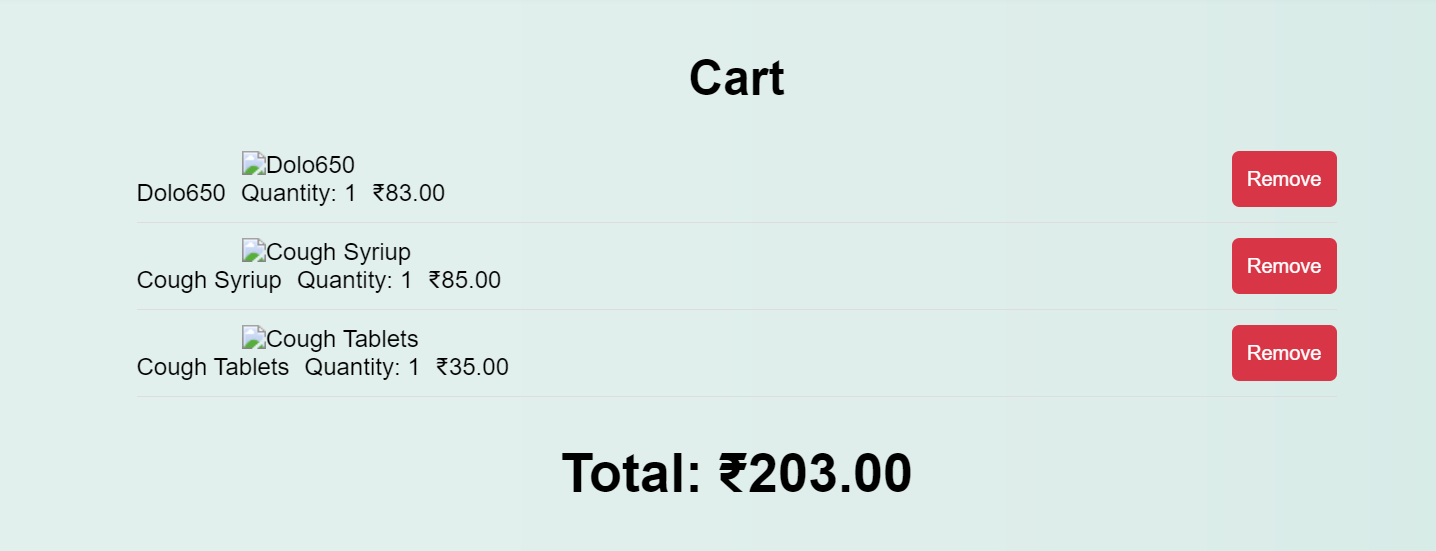 Cart
Dolo650
Dolo650 Quantity: 1 ₹83.00
Remove
Cough Syriup
Cough Syriup Quantity: 1 ₹85.00
Remove
Cough Tablets
Cough Tablets Quantity: 1 ₹35.00
Remove
Total: ₹203.00